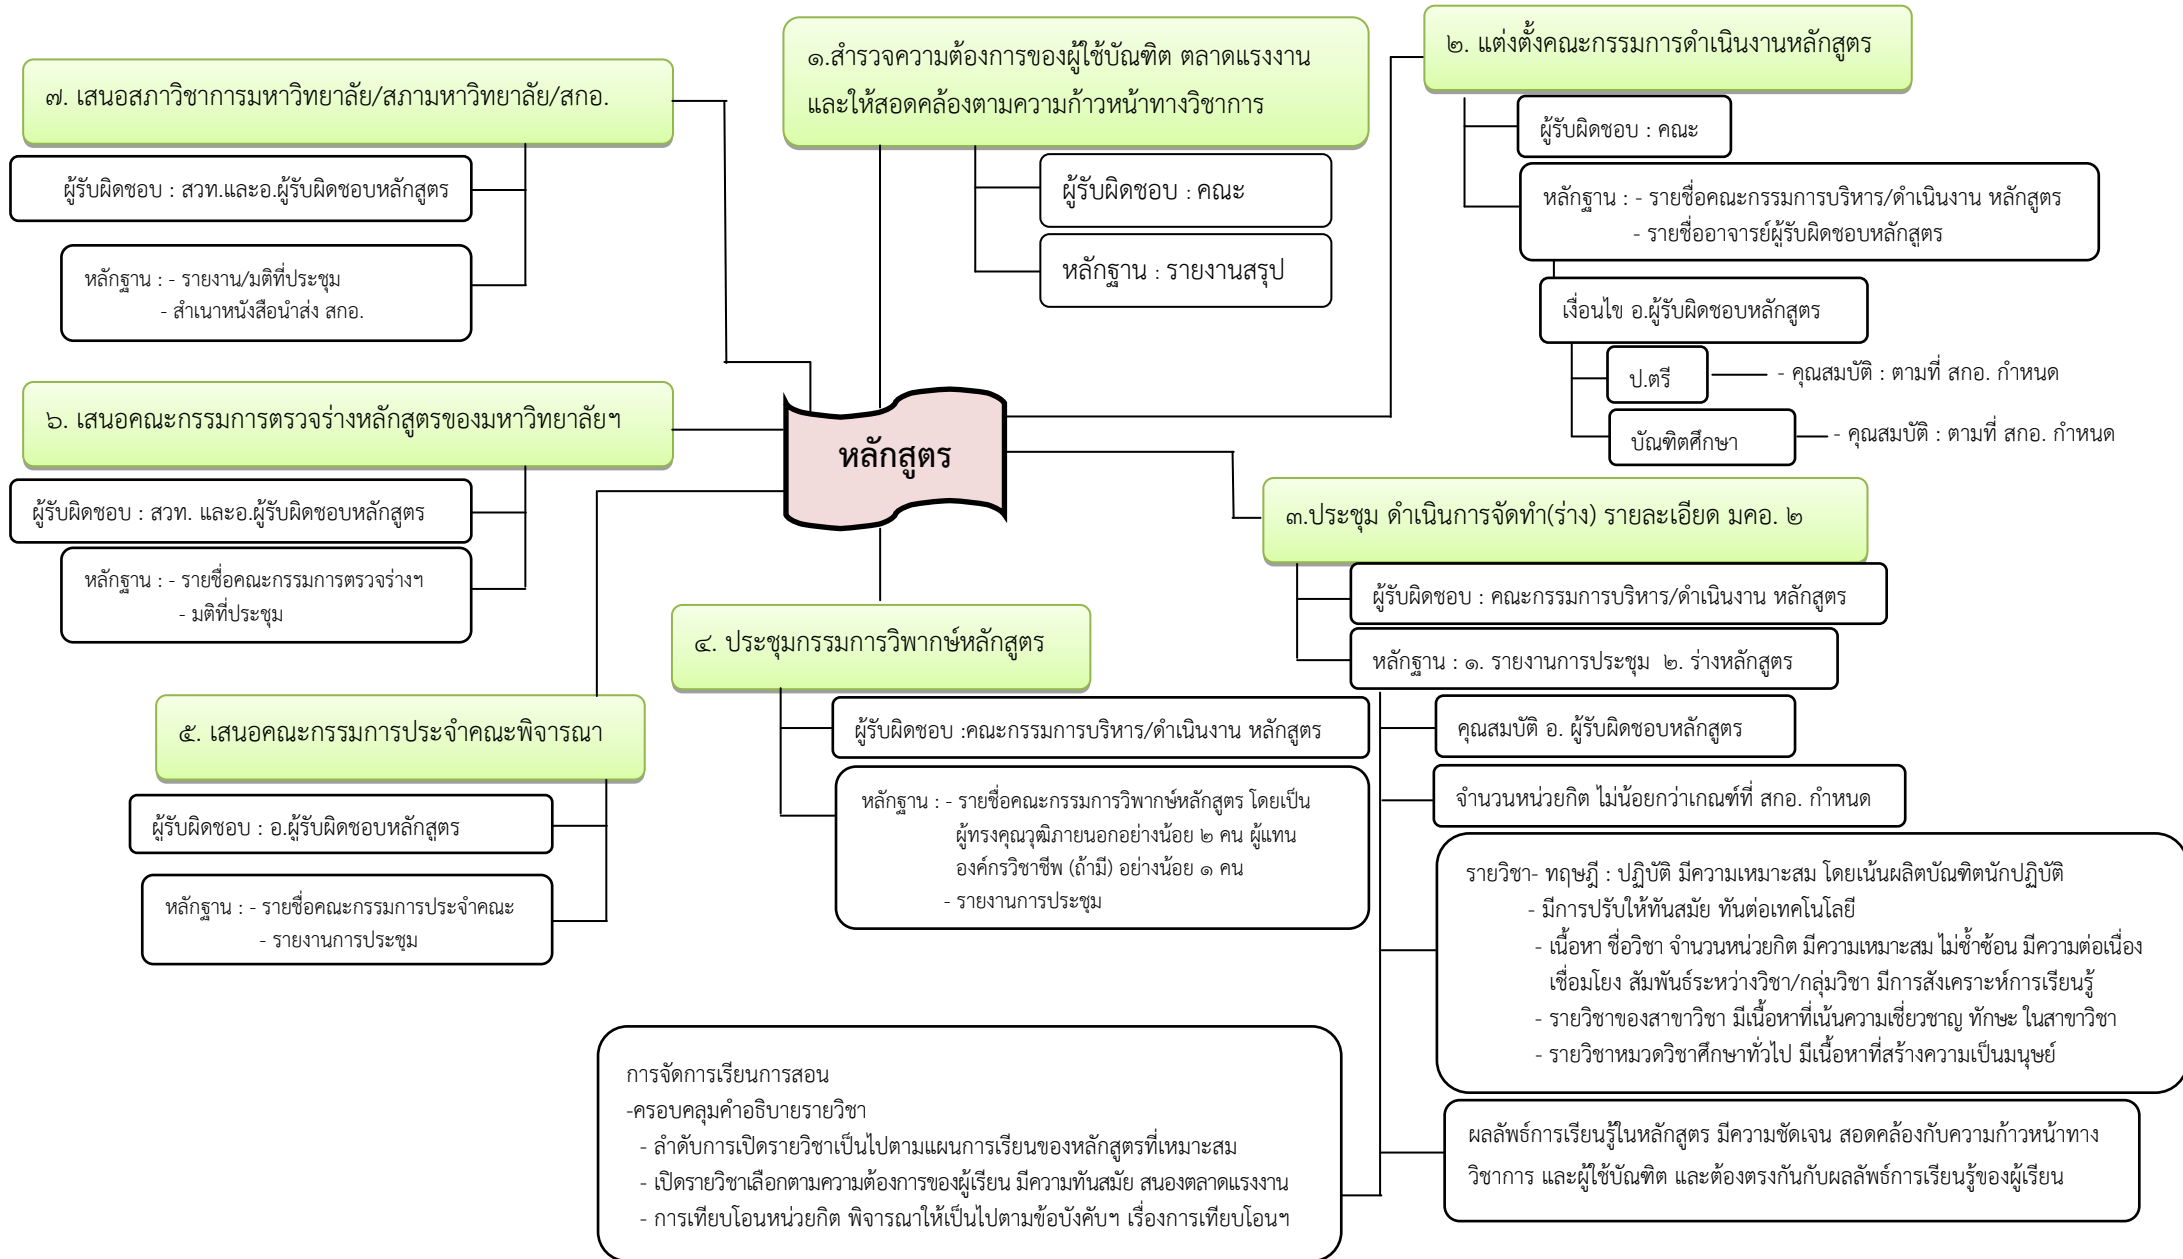 ๑.สำรวจความต้องการของผู้ใช้บัณฑิต ตลาดแรงงาน
และให้สอดคล้องตามความก้าวหน้าทางวิชาการ
ผู้รับผิดชอบ : คณะ
หลักฐาน : รายงานสรุป
๒. แต่งตั้งคณะกรรมการดำเนินงานหลักสูตร
ผู้รับผิดชอบ : คณะ
หลักฐาน : - รายชื่อคณะกรรมการบริหาร/ดำเนินงาน หลักสูตร
- รายชื่ออาจารย์ผู้รับผิดชอบหลักสูตร
เงื่อนไข อ.ผู้รับผิดชอบหลักสูตร
ป.ตรี
- คุณสมบัติ : ตามที่ สกอ. กำหนด
บัณฑิตศึกษา
- คุณสมบัติ : ตามที่ สกอ. กำหนด
หลักสูตร
๓.ประชุม ดำเนินการจัดทำ(ร่าง) รายละเอียด มคอ. ๒
ผู้รับผิดชอบ : คณะกรรมการบริหาร/ดำเนินงาน หลักสูตร
หลักฐาน : ๑. รายงานการประชุม ๒. ร่างหลักสูตร
คุณสมบัติ อ. ผู้รับผิดชอบหลักสูตร
จำนวนหน่วยกิต ไม่น้อยกว่าเกณฑ์ที่ สกอ. กำหนด
รายวิชา- ทฤษฎี : ปฏิบัติ มีความเหมาะสม โดยเน้นผลิตบัณฑิตนักปฏิบัติ
- มีการปรับให้ทันสมัย ทันต่อเทคโนโลยี
- เนื้อหา ชื่อวิชา จำนวนหน่วยกิต มีความเหมาะสม ไม่ซ้ำซ้อน มีความต่อเนื่อง
เชื่อมโยง สัมพันธ์ระหว่างวิชา/กลุ่มวิชา มีการสังเคราะห์การเรียนรู้
- รายวิชาของสาขาวิชา มีเนื้อหาที่เน้นความเชี่ยวชาญ ทักษะ ในสาขาวิชา
- รายวิชาหมวดวิชาศึกษาทั่วไป มีเนื้อหาที่สร้างความเป็นมนุษย์
ผลลัพธ์การเรียนรู้ในหลักสูตร มีความชัดเจน สอดคล้องกับความก้าวหน้าทาง
วิชาการ และผู้ใช้บัณฑิต และต้องตรงกันกับผลลัพธ์การเรียนรู้ของผู้เรียน
การจัดการเรียนการสอน
-ครอบคลุมคำอธิบายรายวิชา
- ลำดับการเปิดรายวิชาเป็นไปตามแผนการเรียนของหลักสูตรที่เหมาะสม
- เปิดรายวิชาเลือกตามความต้องการของผู้เรียน มีความทันสมัย สนองตลาดแรงงาน
- การเทียบโอนหน่วยกิต พิจารณาให้เป็นไปตามข้อบังคับฯ เรื่องการเทียบโอนฯ
๔. ประชุมกรรมการวิพากษ์หลักสูตร
ผู้รับผิดชอบ :คณะกรรมการบริหาร/ดำเนินงาน หลักสูตร
หลักฐาน : - รายชื่อคณะกรรมการวิพากษ์หลักสูตร โดยเป็น
ผู้ทรงคุณวุฒิภายนอกอย่างน้อย ๒ คน ผู้แทน
องค์กรวิชาชีพ (ถ้ามี) อย่างน้อย ๑ คน
- รายงานการประชุม
๕. เสนอคณะกรรมการประจำคณะพิจารณา
ผู้รับผิดชอบ : อ.ผู้รับผิดชอบหลักสูตร
หลักฐาน : - รายชื่อคณะกรรมการประจำคณะ
- รายงานการประชุม
๖. เสนอคณะกรรมการตรวจร่างหลักสูตรของมหาวิทยาลัยฯ
ผู้รับผิดชอบ : สวท. และอ.ผู้รับผิดชอบหลักสูตร
หลักฐาน : - รายชื่อคณะกรรมการตรวจร่างฯ
- มติที่ประชุม
๗. เสนอสภาวิชาการมหาวิทยาลัย/สภามหาวิทยาลัย/สกอ.
ผู้รับผิดชอบ : สวท.และอ.ผู้รับผิดชอบหลักสูตร
หลักฐาน : - รายงาน/มติที่ประชุม
- สำเนาหนังสือนำส่ง สกอ.